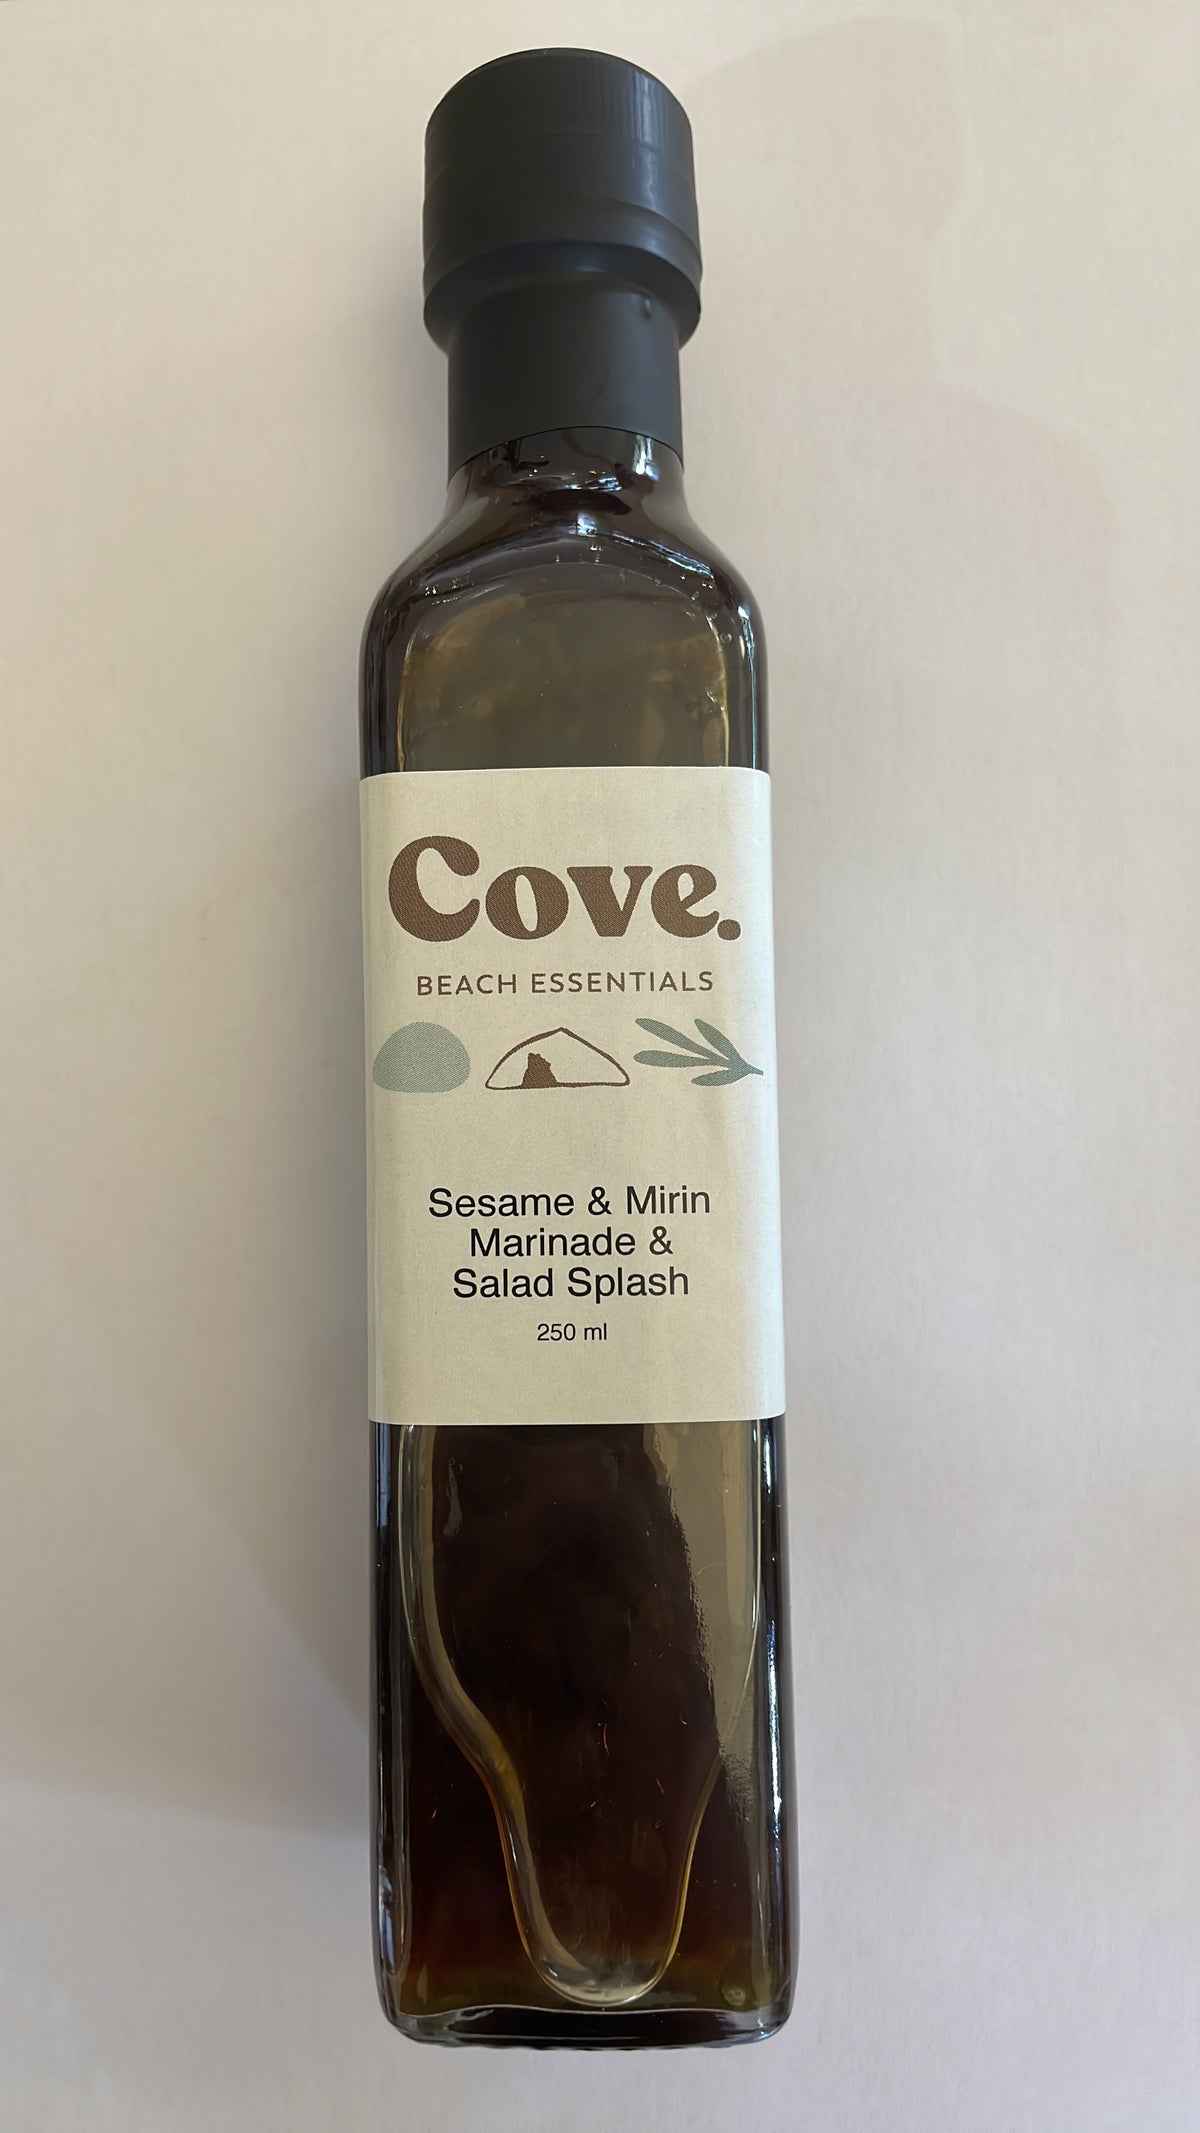 Cove.
BEACH ESSENTIALS
Sesame & Mirin
Marinade &
Salad Splash
250 ml